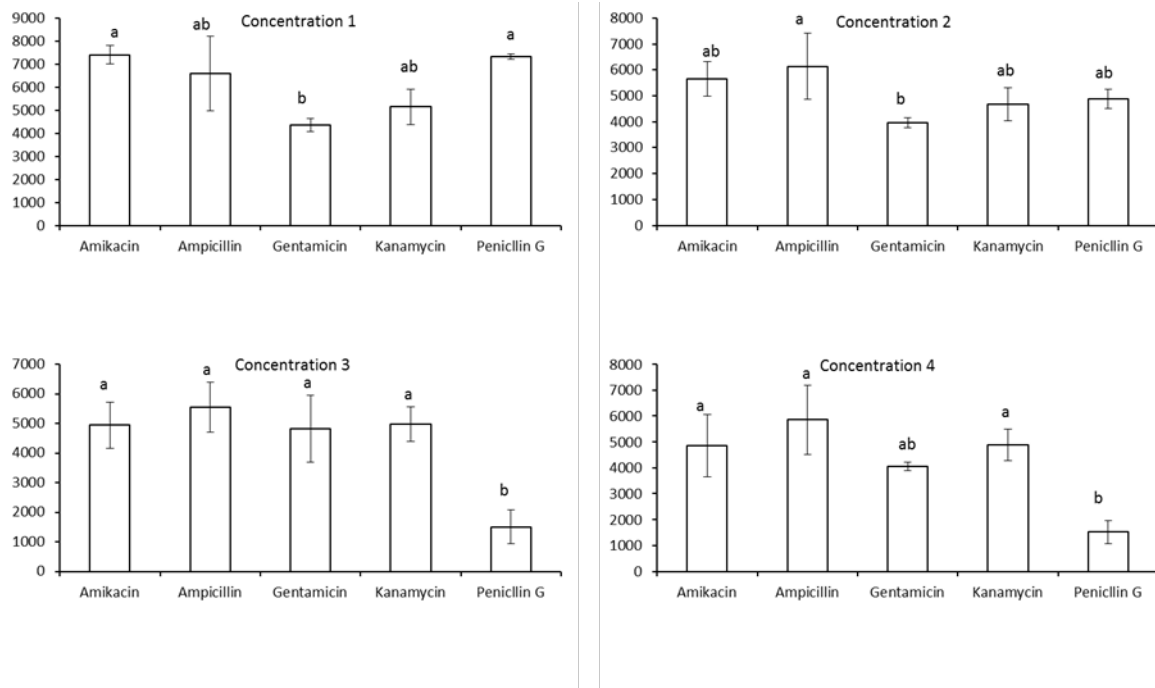 Concentration 1
9000
8000
7000
6000
5000
4000
3000
2000
1000
0
a
ab
b
ab
a
Amikacin Ampicillin Gentamicin Kanamycin Penicllin G
Concentration 2
8000
7000
6000
5000
4000
3000
2000
1000
0
ab
a
b
ab
ab
Amikacin Ampicillin Gentamicin Kanamycin Penicllin G
Concentration 3
7000
6000
5000
4000
3000
2000
1000
0
a
a
a
a
b
Amikacin Ampicillin Gentamicin Kanamycin Penicllin G
Concentration 4
8000
7000
6000
5000
4000
3000
2000
1000
0
a
a
ab
a
b
Amikacin Ampicillin Gentamicin Kanamycin Penicllin G